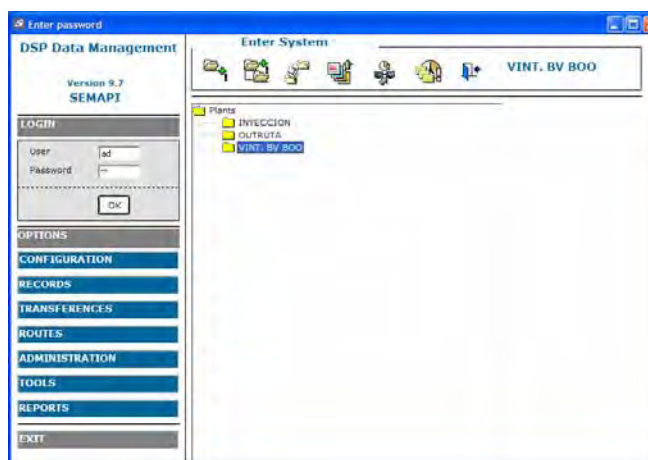 Enter password
DSP Data Management
Version 9.7
SEMAPI
LOGIN
User ad
Password
OK
OPTIONS
CONFIGURATION
RECORDS
TRANSFERENCES
ROUTES
ADMINISTRATION
TOOLS
REPORTS
EXIT
Enter System
VINT. BV BOO
Plants
INYECCION
OUTRUTA
VINT. BV BOO